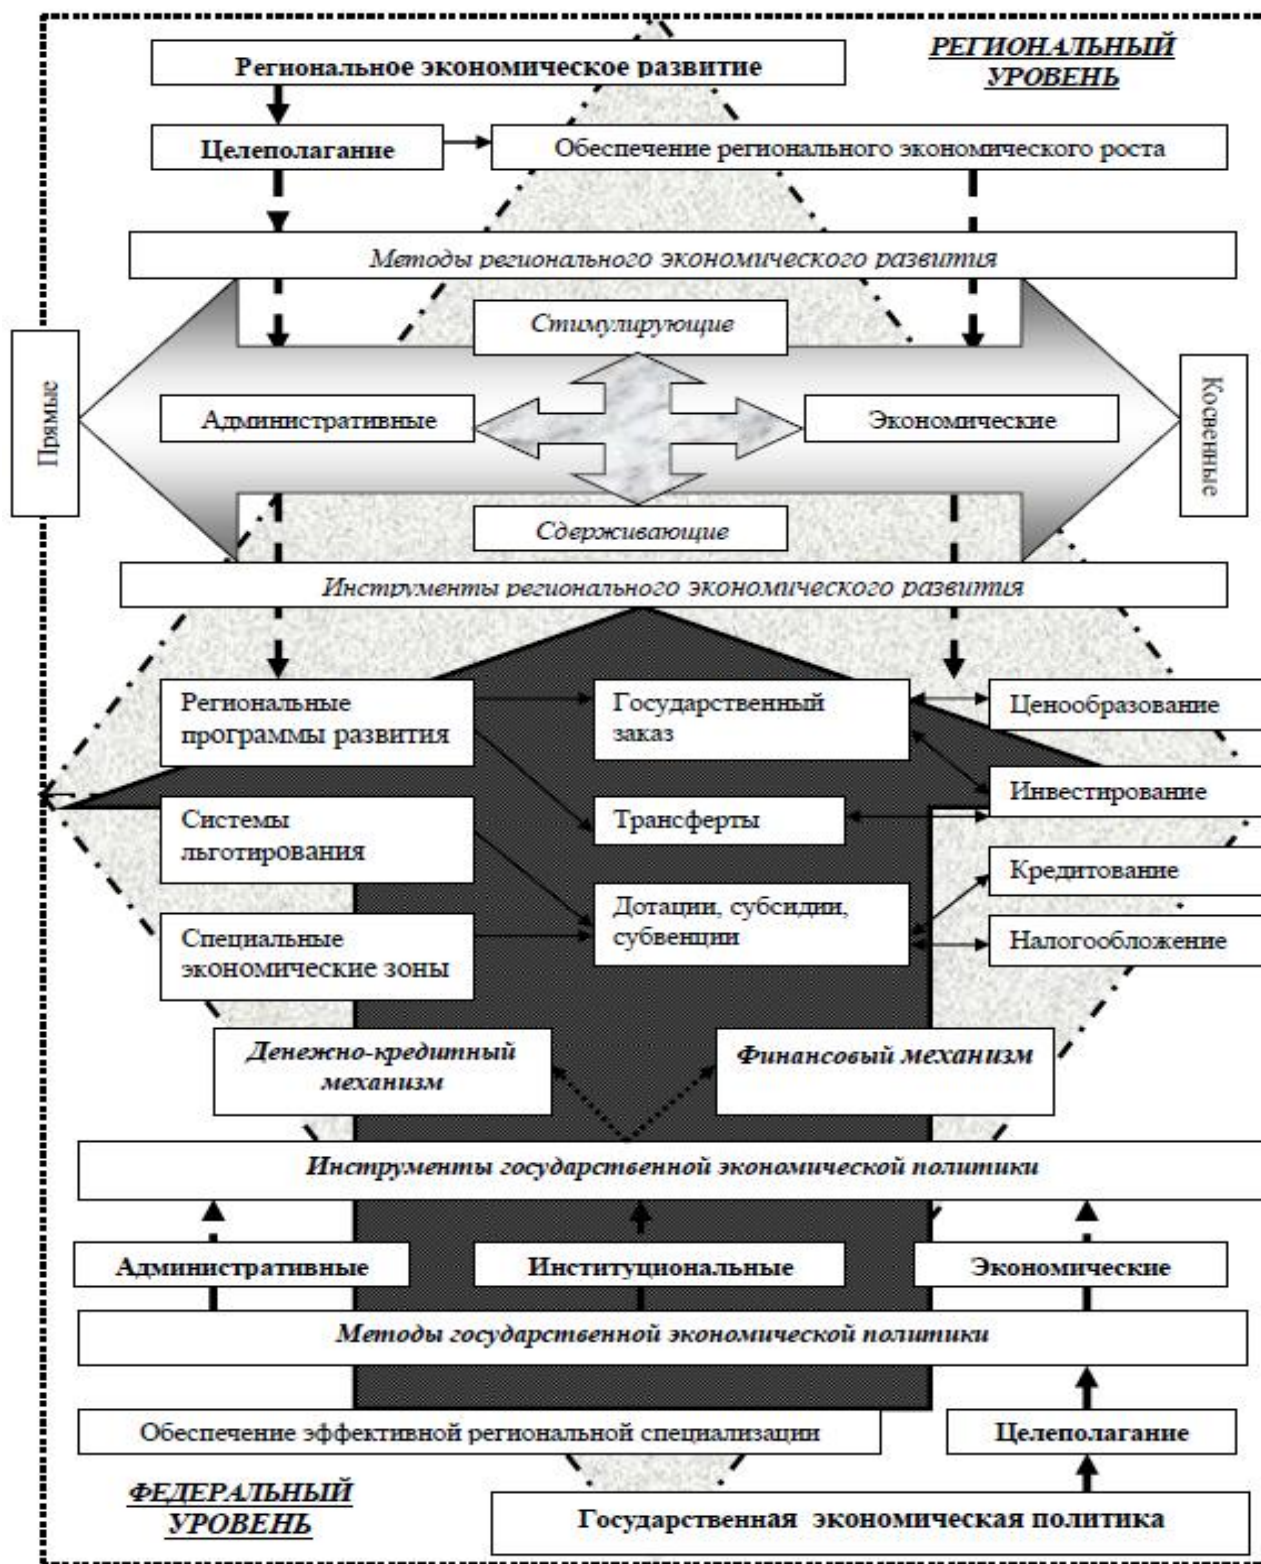 Региональное экономическое развитие
РЕГИОНАЛЬНЫЙ
УРОВЕНЬ
Целеполагание
Обеспечение регионального экономического роста
Методы регионального экономического развития
Стимулирующие
Прямые
Административные
Экономические
Косвенные
Сдерживающие
Инструменты регионального экономического развития
Региональные
программы развития
Государственный
заказ
Ценообразование
Инвестирование
Системы
льготирования
Трансферты
Кредитование
Дотации, субсидии,
субвенции
Специальные
экономические зоны
Налогообложение
Денежно-кредитный
механизм
Финансовый механизм
Инструменты государственной экономической политики
Административные
Институциональные
Экономические
Методы государственной экономической политики
Обеспечение эффективной региональной специализации
Целеполагание
ФЕДЕРАЛЬНЫЙ
УРОВЕНЬ
Государственная экономическая политика